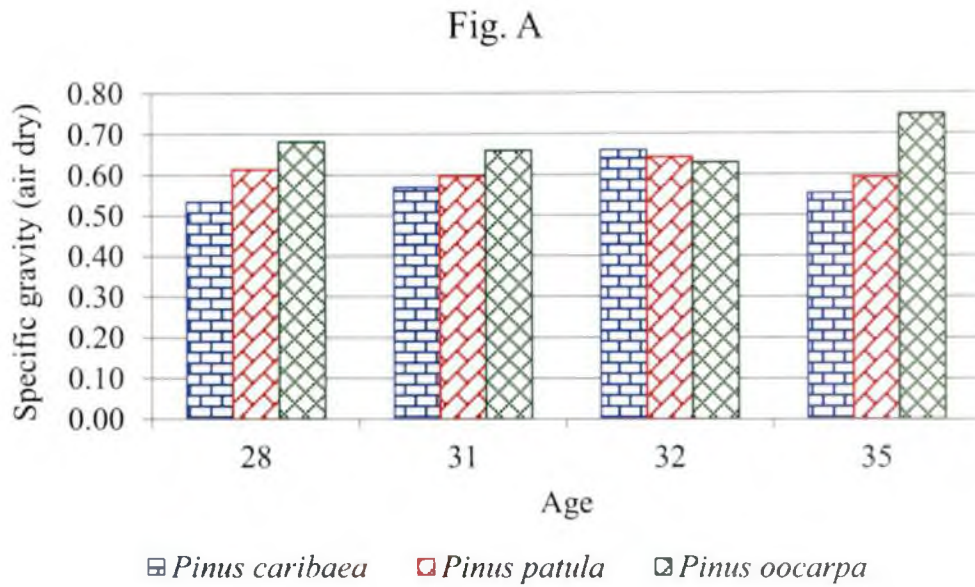 Fig. A
Specific gravity (air dry)
0.80
0.70
0.60
0.50
0.40
0.30
0.20
0.10
0.00
28 31 32 35
Age
Pinus caribaea Pinus patula Pinus oocarpa